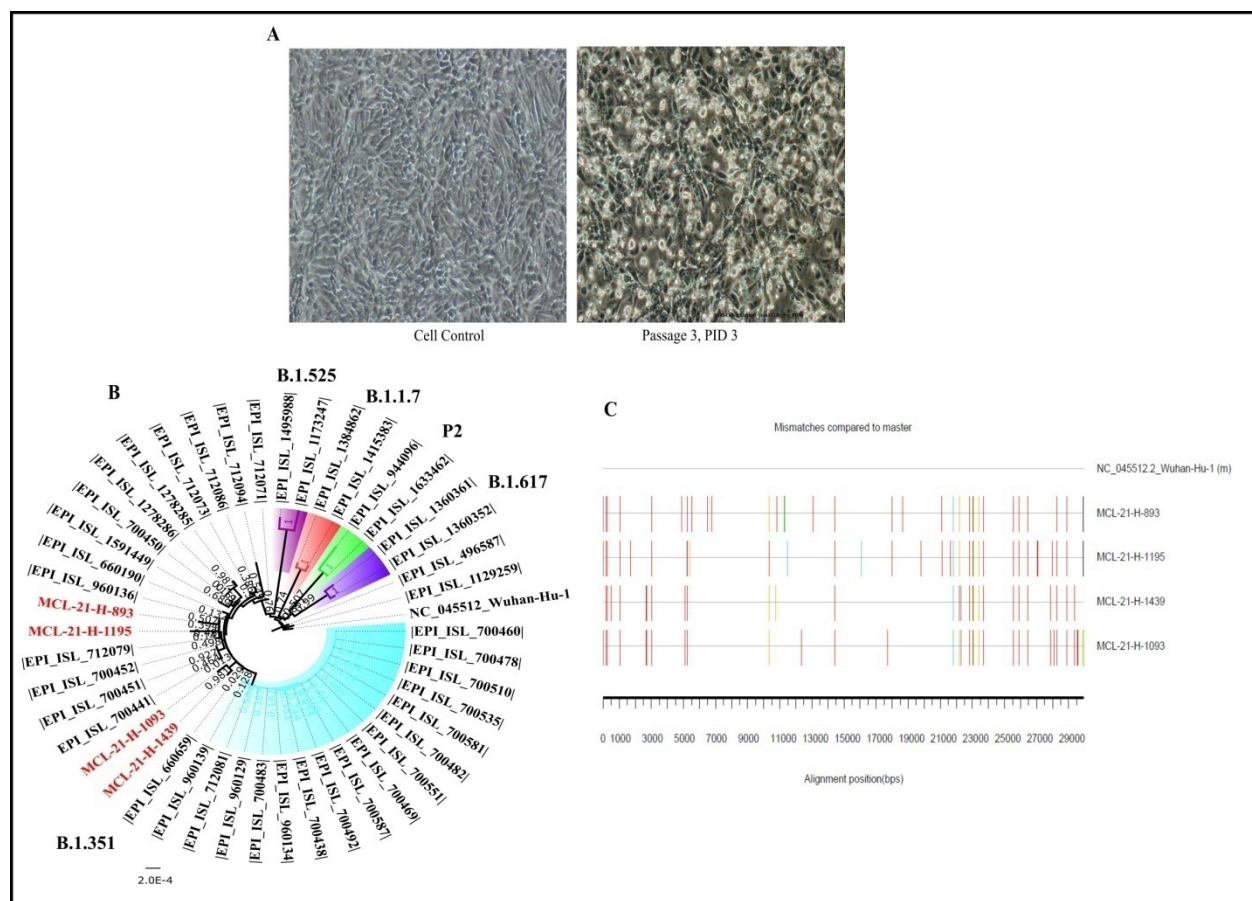 A
Cell Control
Passage 3, PID 3
B
B.1.525
B.1.1.7
P2
B.1.617
|EPI_ISL_1495988|
|EPI_ISL_1173247|
|EPI_ISL_1384862|
|EPI_ISL_1415383|
|EPI_ISL_944096|
|EPI_ISL_1633462|
|EPI_ISL_1360361|
|EPI_ISL_1360352|
|EPI_ISL_496587|
|EPI_ISL_1129259|
NC_045512_Wuhan-Hu-1
|EPI_ISL_700460|
|EPI_ISL_700478|
|EPI_ISL_700510|
|EPI_ISL_700535|
|EPI_ISL_700581|
|EPI_ISL_700482|
|EPI_ISL_700551|
|EPI_ISL_700469|
|EPI_ISL_700587|
|EPI_ISL_700492|
|EPI_ISL_700438|
|EPI_ISL_960134|
|EPI_ISL_700483|
|EPI_ISL_960129|
|EPI_ISL_712081|
|EPI_ISL_960139|
|EPI_ISL_660659|
MCL-21-H-1439
MCL-21-H-1093
EPI_ISL_700441|
|EPI_ISL_700451|
|EPI_ISL_700452|
|EPI_ISL_712079|
MCL-21-H-1195
MCL-21-H-893
|EPI_ISL_960136|
|EPI_ISL_660190|
|EPI_ISL_1591449|
|EPI_ISL_700450|
|EPI_ISL_1278286|
|EPI_ISL_1278285|
|EPI_ISL_712073|
|EPI_ISL_712086|
|EPI_ISL_712094|
|EPI_ISL_712071|
B.1.351
2.0E-4
C
Mismatches compared to master
NC_045512.2_Wuhan-Hu-1 (m)
MCL-21-H-893
MCL-21-H-1195
MCL-21-H-1439
MCL-21-H-1093
0 1000 3000 5000 7000 9000 11000 13000 15000 17000 19000 21000 23000 25000 27000 29000
Alignment position(bps)